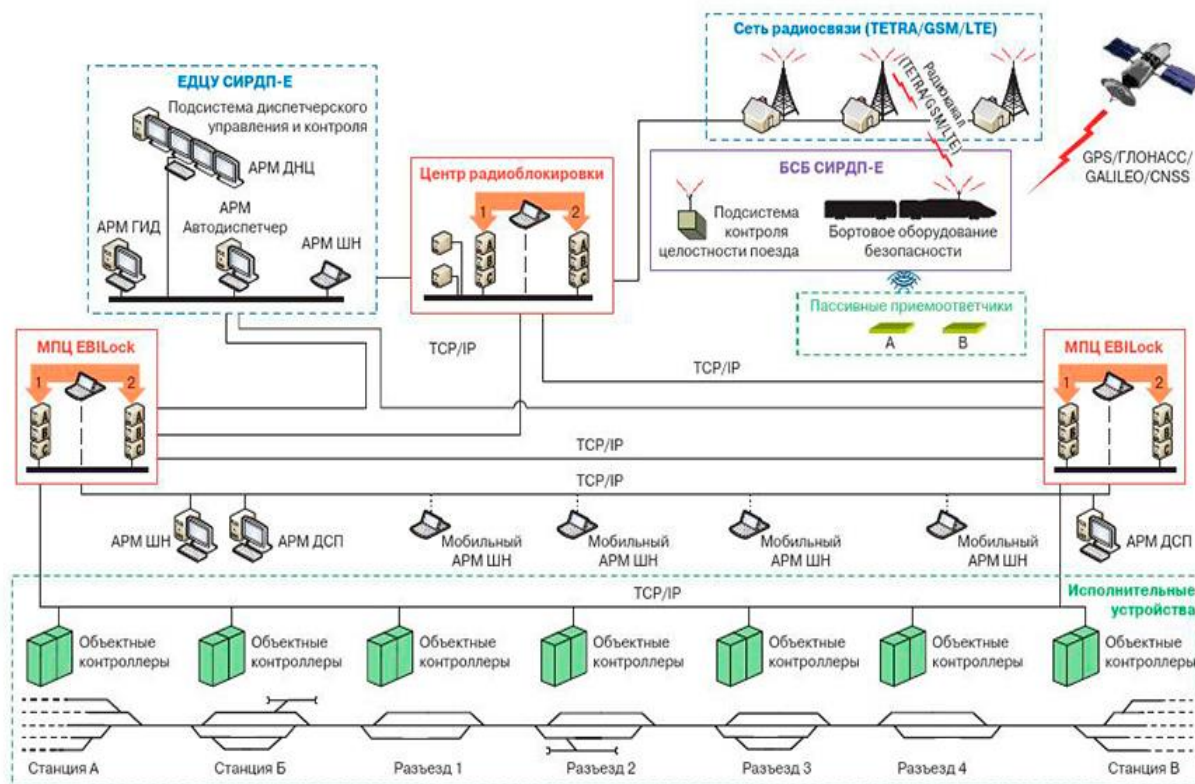 Сеть радиосвязи (TETRA/GSM/LTE)
Радиоканал
(TETRA/GSM/LTE)
GPS/ГЛОНАСС/
GALILEO/CNSS
ЕДЦУ СИРДП-Е
Подсистема диспетчерского
управления и контроля
АРМ ДНЦ
АРМ ГИД
АРМ
Автодиспетчер
АРМ ШН
Центр радиоблокировки
1
2
A
B
C
A
B
C
БСБ СИРДП-Е
Подсистема
контроля
целостности поезда
Бортовое оборудование
безопасности
Пассивные приемоответчики
A
B
МПЦ EBILock
1
2
A
B
C
A
B
C
TCP/IP
TCP/IP
МПЦ EBILock
1
2
A
B
C
A
B
C
TCP/IP
TCP/IP
АРМ ШН
АРМ ДСП
Мобильный
АРМ ШН
Мобильный
АРМ ШН
Мобильный
АРМ ШН
Мобильный
АРМ ШН
АРМ ДСП
TCP/IP
Исполнительные
устройства
Объектные
контроллеры
Объектные
контроллеры
Объектные
контроллеры
Объектные
контроллеры
Объектные
контроллеры
Объектные
контроллеры
Объектные
контроллеры
Станция А
Станция Б
Разъезд 1
Разъезд 2
Разъезд 3
Разъезд 4
Станция В